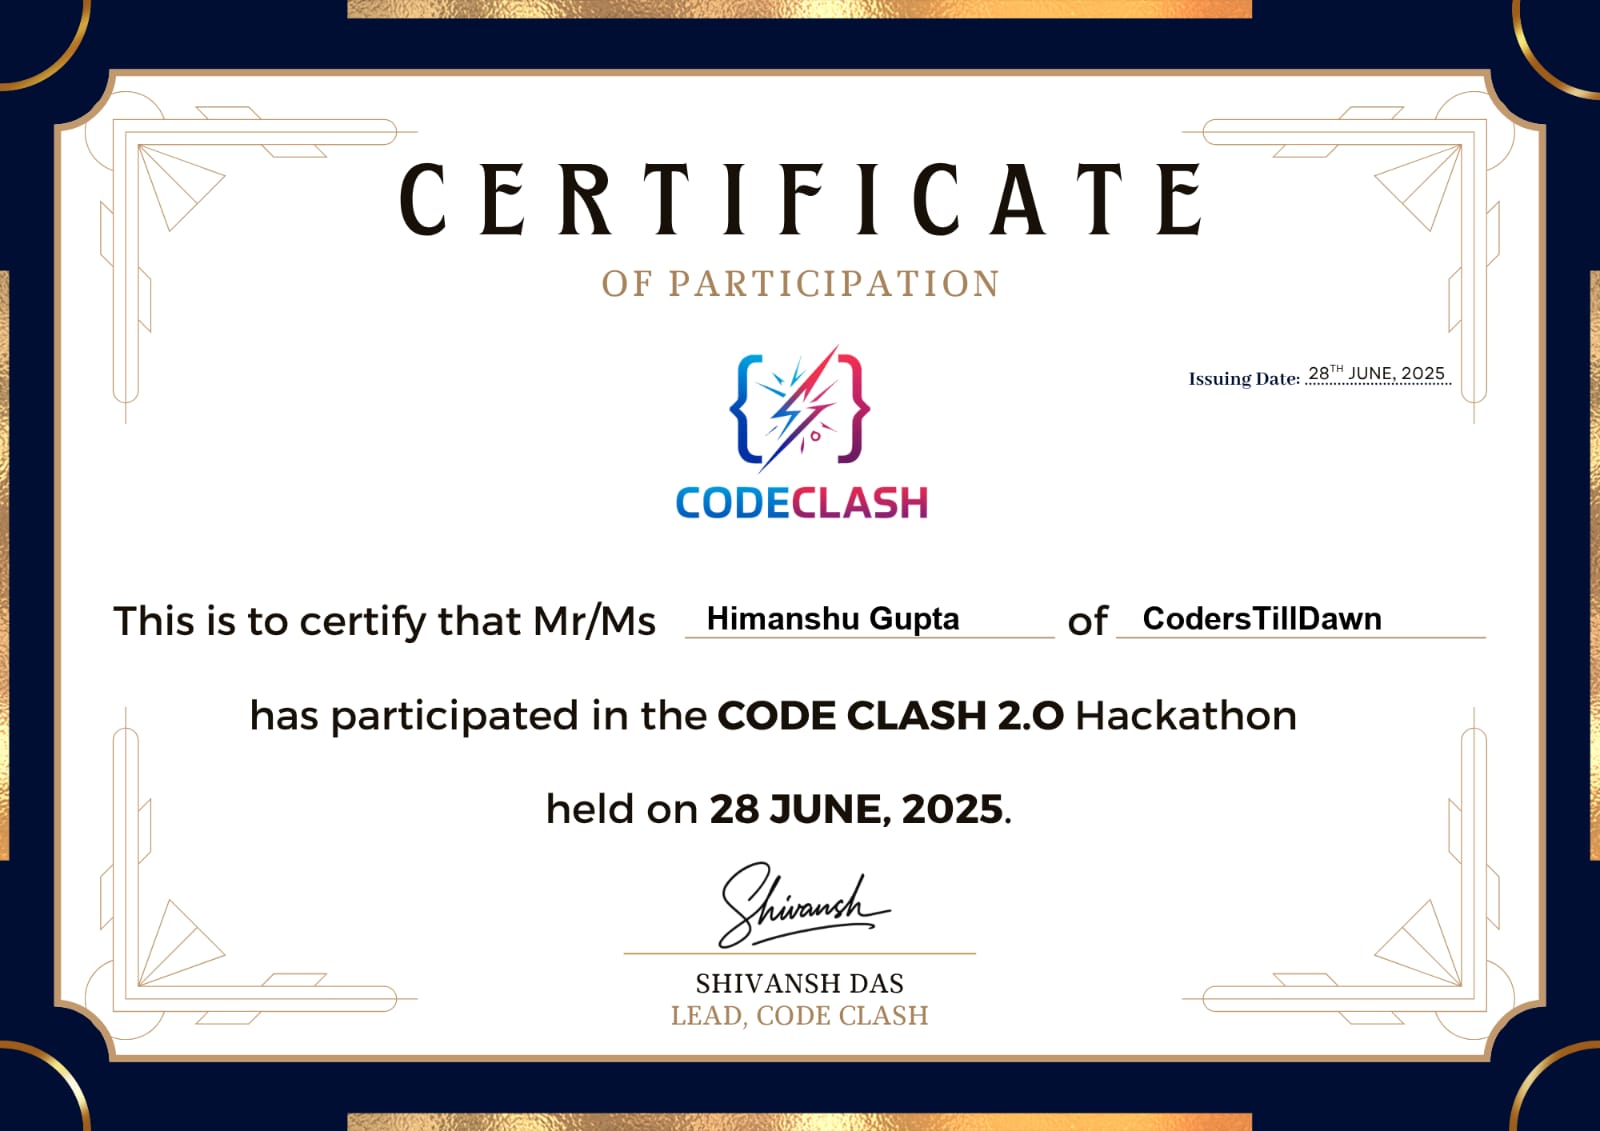 CERTIFICATE
OF PARTICIPATION
CODECLASH
Issuing Date: 28TH JUNE, 2025
This is to certify that Mr/Ms Himanshu Gupta of CodersTillDawn
has participated in the CODE CLASH 2.O Hackathon
held on 28 JUNE, 2025.
Shivansh
SHIVANSH DAS
LEAD, CODE CLASH